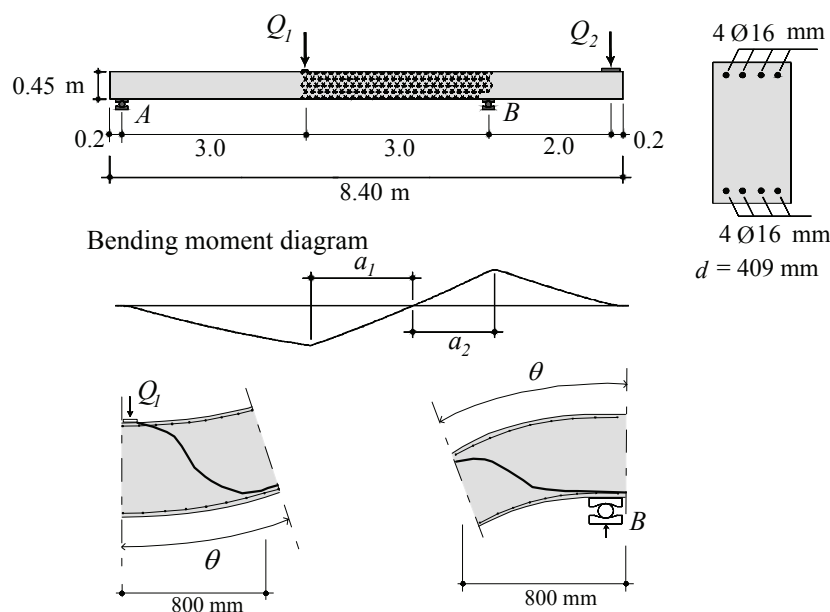 Q1
Q2
4 Ø16 mm
0.45 m
A
B
0.2
3.0
3.0
2.0
0.2
8.40 m
4 Ø16 mm
d = 409 mm
Bending moment diagram
a1
a2
Q1
θ
800 mm
θ
B
800 mm